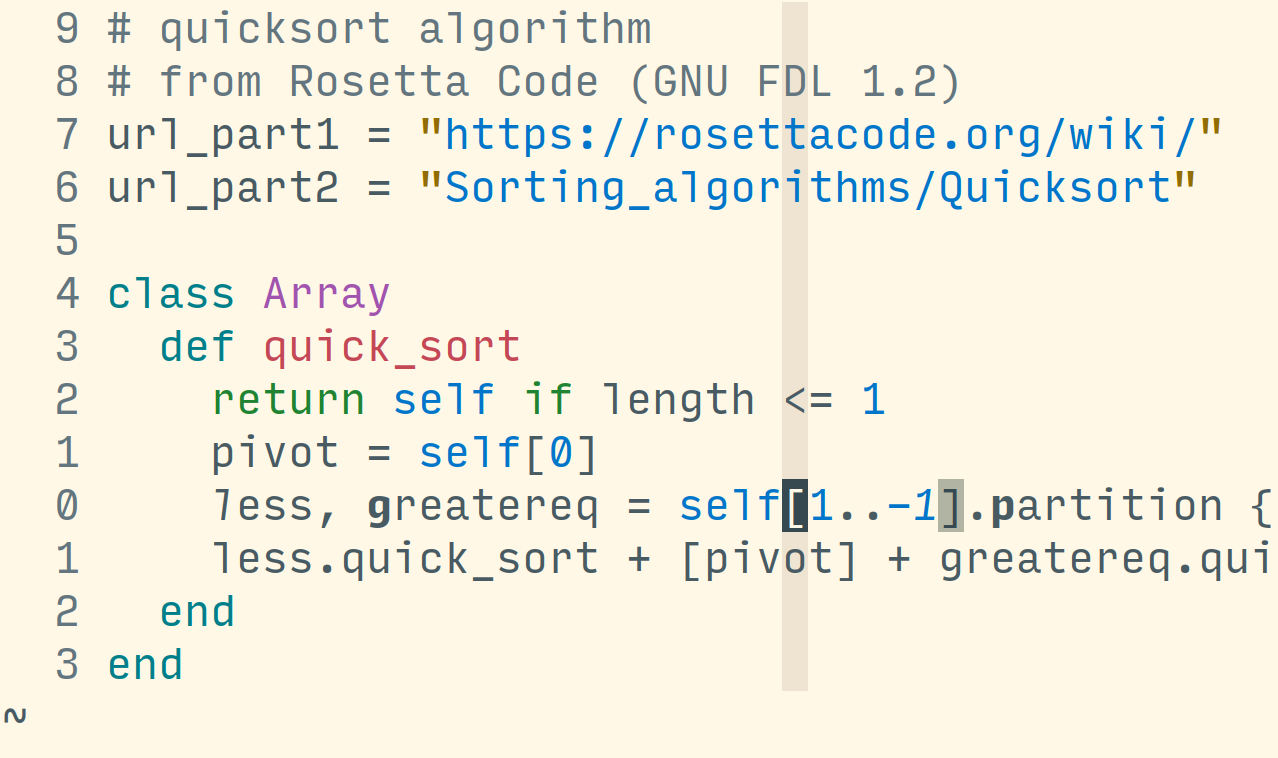 9 # quicksort algorithm
8 # from Rosetta Code (GNU FDL 1.2)
7 url_part1 = "https://rosettacode.org/wiki/"
6 url_part2 = "Sorting_algorithms/Quicksort"
5
4 class Array
3   def quick_sort
2     return self if length <= 1
1     pivot = self[0]
0     less, greatereq = self[1..-1].partition {
1     less.quick_sort + [pivot] + greatereq.qui
2   end
3 end
~